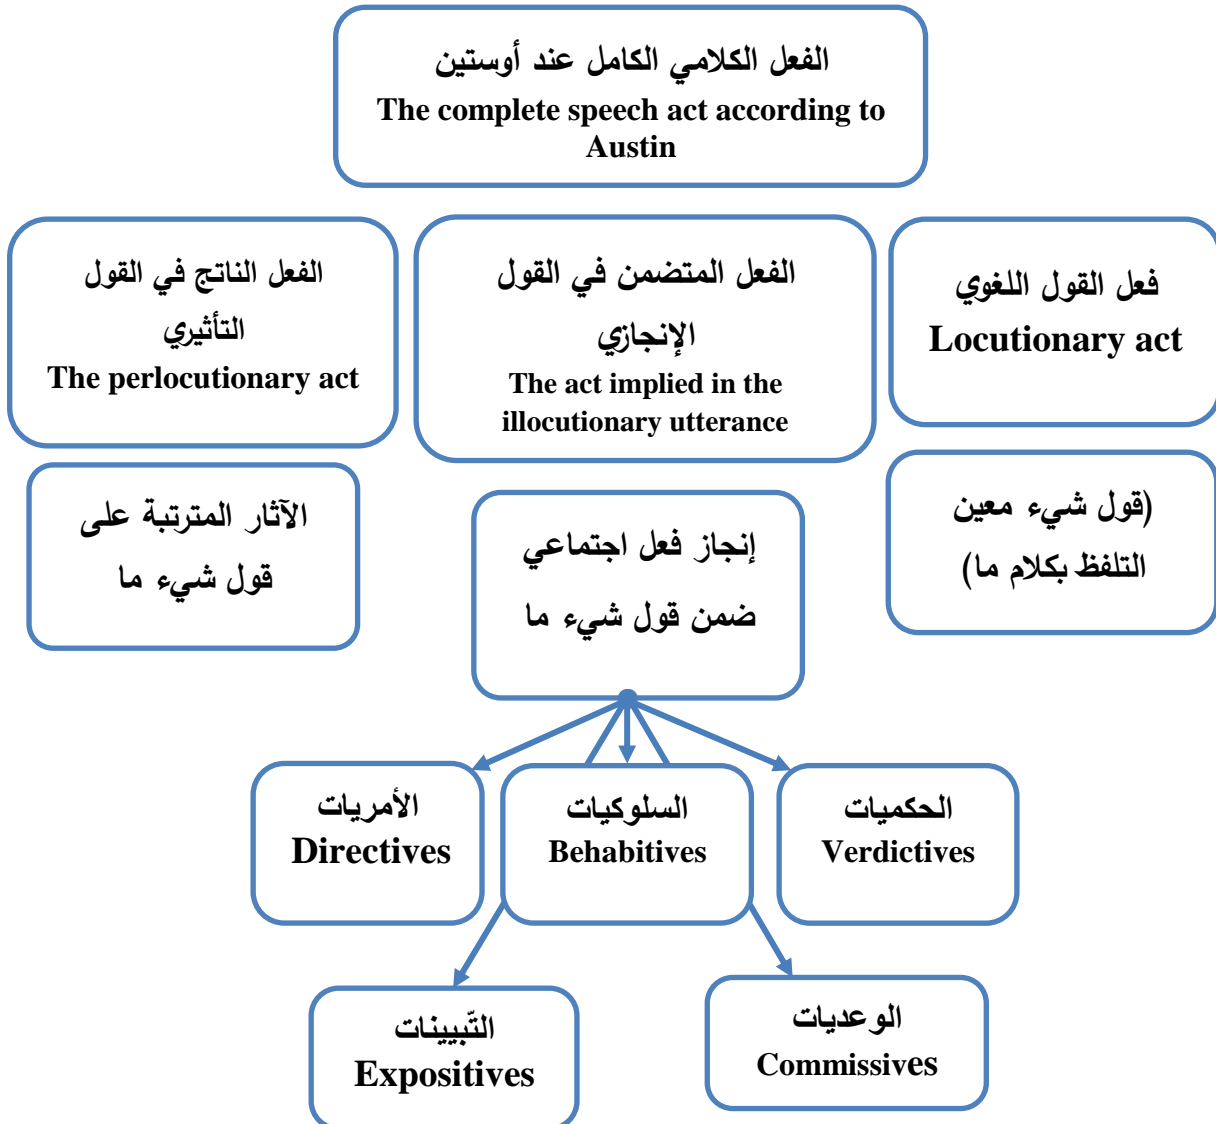 الفعل الكلامي الكامل عند أوستين
The complete speech act according to
Austin
فعل القول اللغوي
Locutionary act
الفعل المتضمن في القول
الإنجازي
The act implied in the
illocutionary utterance
الفعل الناتج في القول
التأثيري
The perlocutionary act
(قول شيء معين
التلفظ بكلام ما)
إنجاز فعل اجتماعي
ضمن قول شيء ما
الآثار المترتبة على
قول شيء ما
الحكميات
Verdictives
السلوكيات
Behabitives
الأمريات
Directives
الوعديات
Commissives
التّبيينات
Expositives